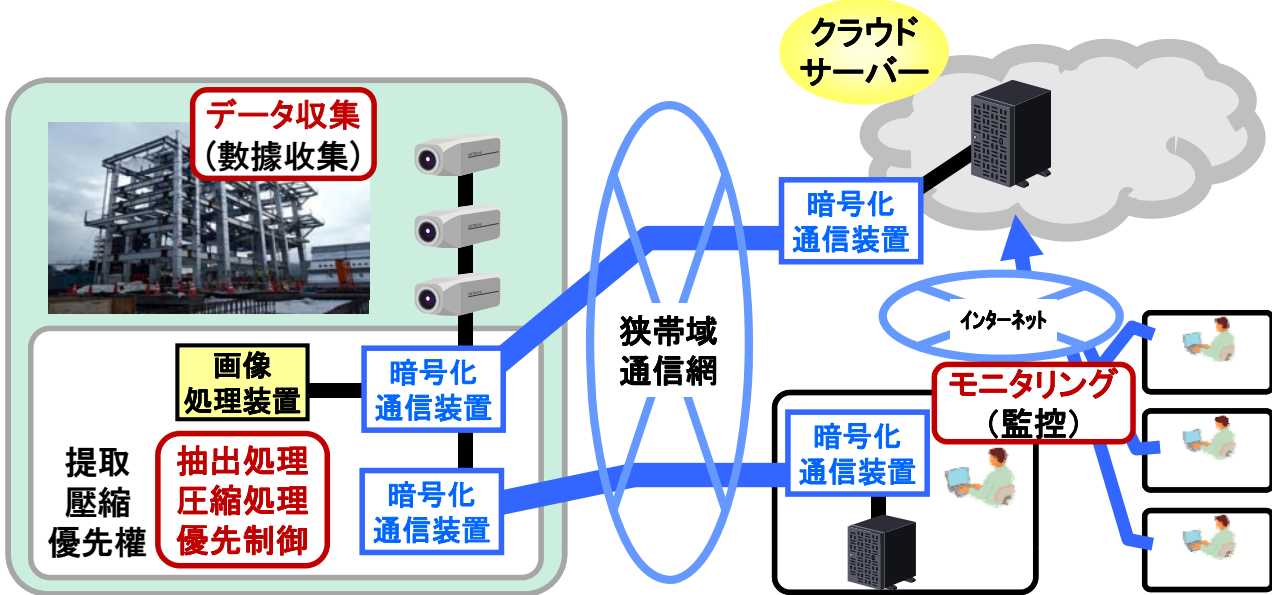 クラウド
サーバー
データ収集
(數據收集)
暗号化
通信装置
インターネット
狭帯域
通信網
画像
処理装置
暗号化
通信装置
モニタリング
(監控)
暗号化
通信装置
提取
壓縮
優先權
抽出処理
圧縮処理
優先制御
暗号化
通信装置